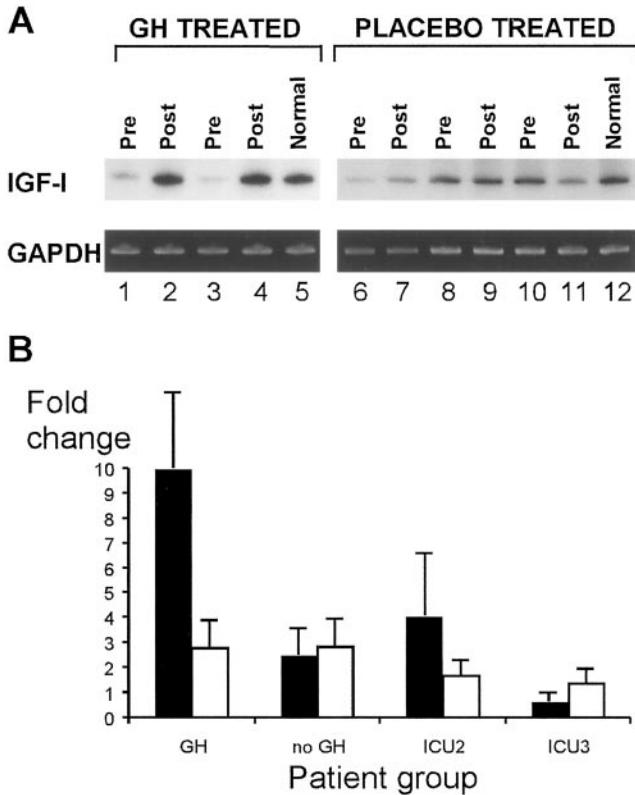 A
GH TREATED PLACEBO TREATED
Pre Post Pre Post Normal Pre Post Pre Post Pre Post Normal
IGF-I
GAPDH
1 2 3 4 5 6 7 8 9 10 11 12
B
Fold
change
10
9
8
7
6
5
4
3
2
1
0
GH no GH ICU2 ICU3
Patient group